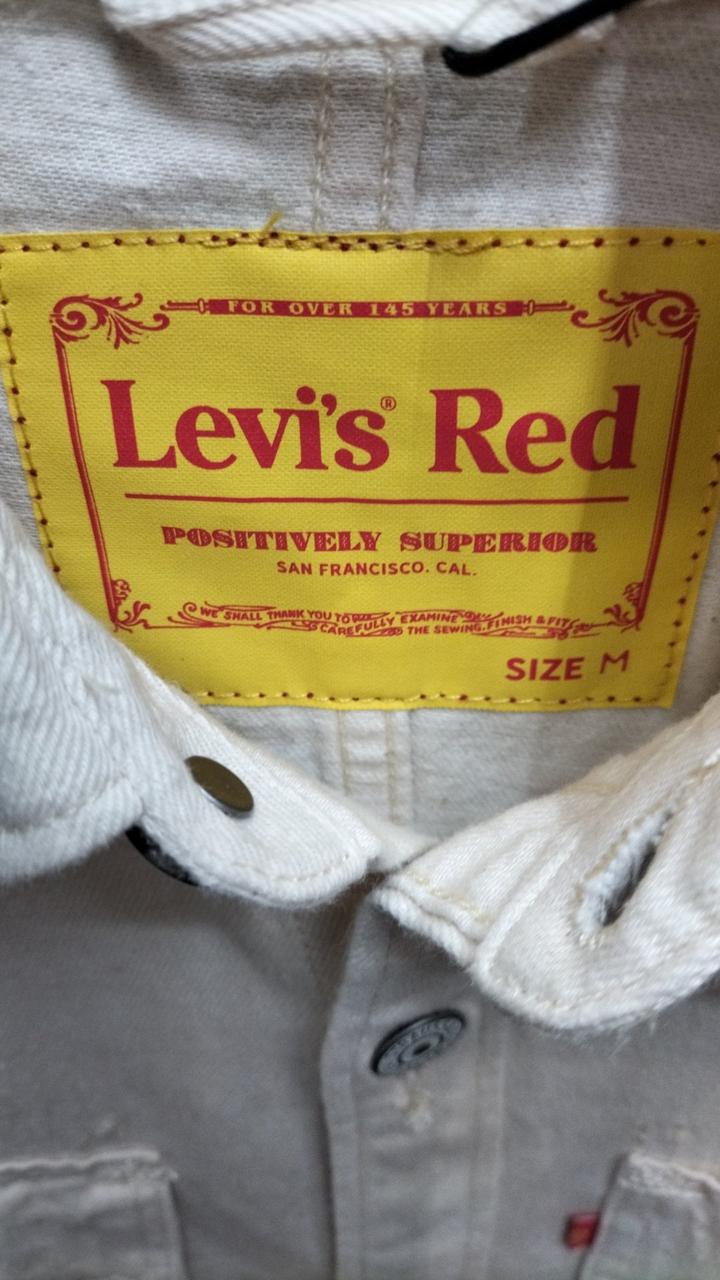 FOR OVER 145 YEARS
Levi's® Red
POSITIVELY SUPERIOR
SAN FRANCISCO. CAL.
WE SHALL THANK YOU TO CAREFULLY EXAMINE THE SEWING, FINISH & FIT
SIZE M